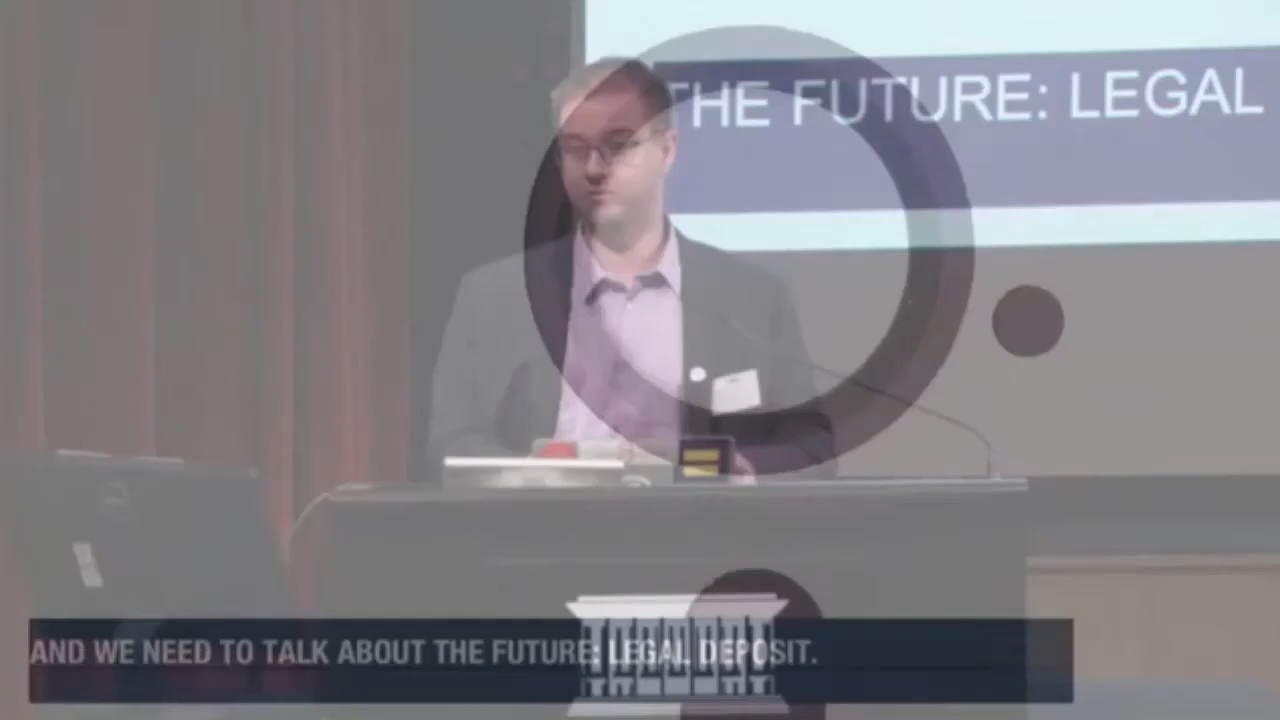 THE FUTURE: LEGAL
AND WE NEED TO TALK ABOUT THE FUTURE: LEGAL DEPOSIT.